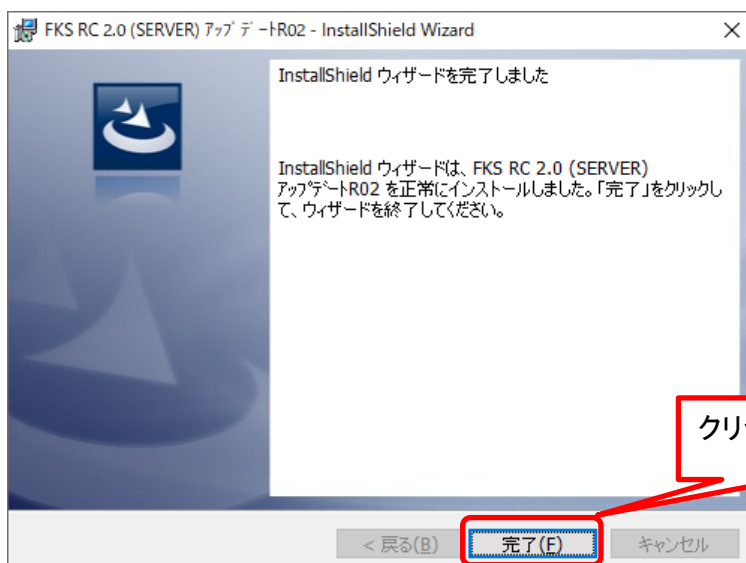 FKS RC 2.0 (SERVER) ｱｯﾌﾟﾃﾞｰﾄR02 - InstallShield Wizard
InstallShield ウィザードを完了しました
InstallShield ウィザードは、FKS RC 2.0 (SERVER)
ｱｯﾌﾟﾃﾞｰﾄR02 を正常にインストールしました。「完了」をクリックし
て、ウィザードを終了してください。
クリ
< 戻る(B)
完了(F)
キャンセル